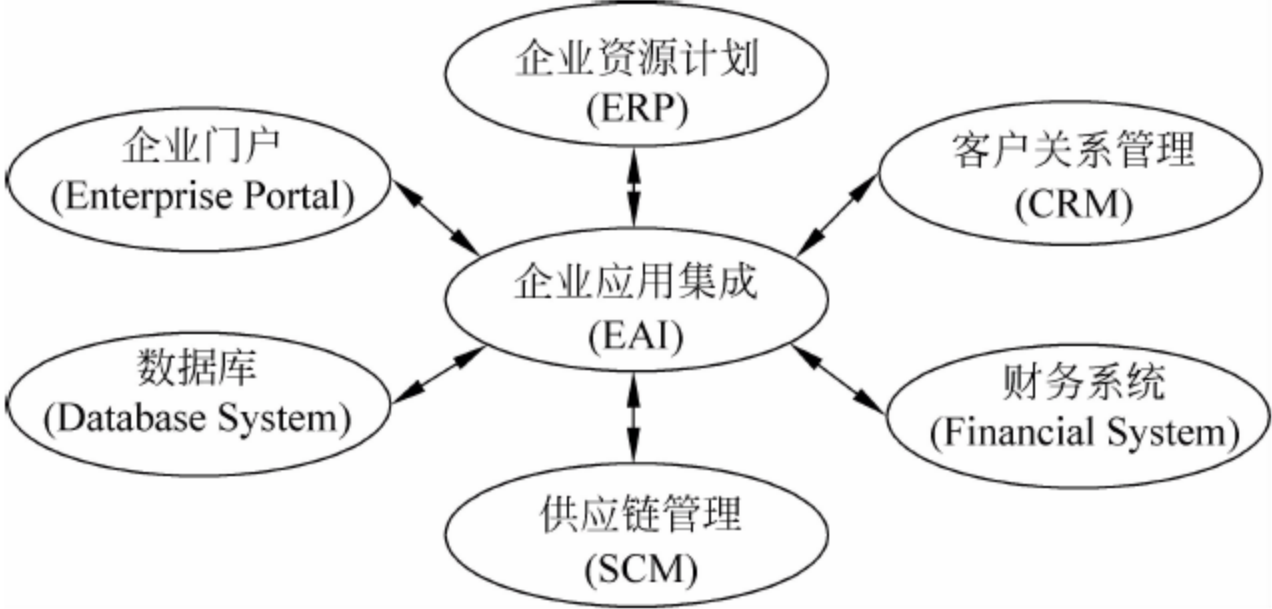 企业资源计划
(ERP)
企业门户
(Enterprise Portal)
客户关系管理
(CRM)
企业应用集成
(EAI)
数据库
(Database System)
财务系统
(Financial System)
供应链管理
(SCM)